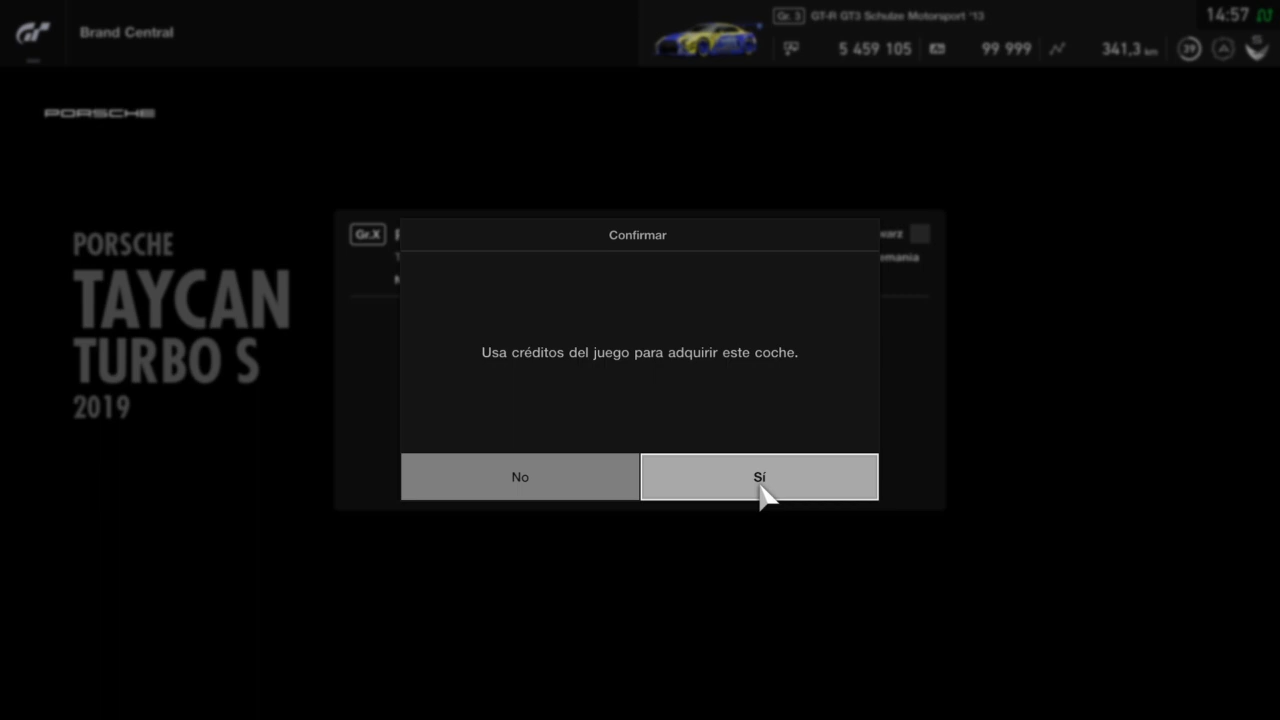 Brand Central
Gr. 3 GT-R GT3 Schulze Motorsport '13
14:57
5 459 105
99 999
341,3 km
39
A
S
PORSCHE
PORSCHE
TAYCAN
TURBO S
2019
Gr.X
Confirmar
Usa créditos del juego para adquirir este coche.
No
Sí